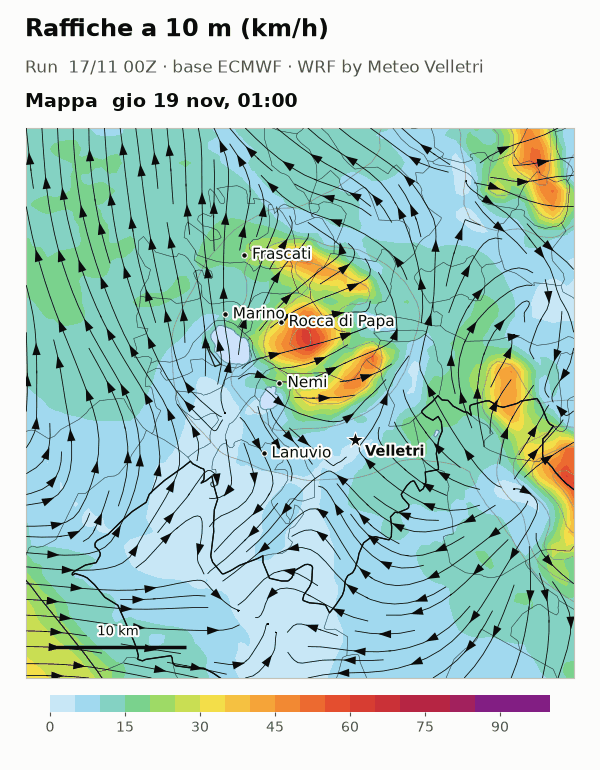 Raffiche a 10 m (km/h)
Run  17/11 00Z · base ECMWF · WRF by Meteo Velletri
Mappa  gio 19 nov, 01:00
Frascati
Marino
Rocca di Papa
Nemi
Velletri
Lanuvio
10 km
0 15 30 45 60 75 90